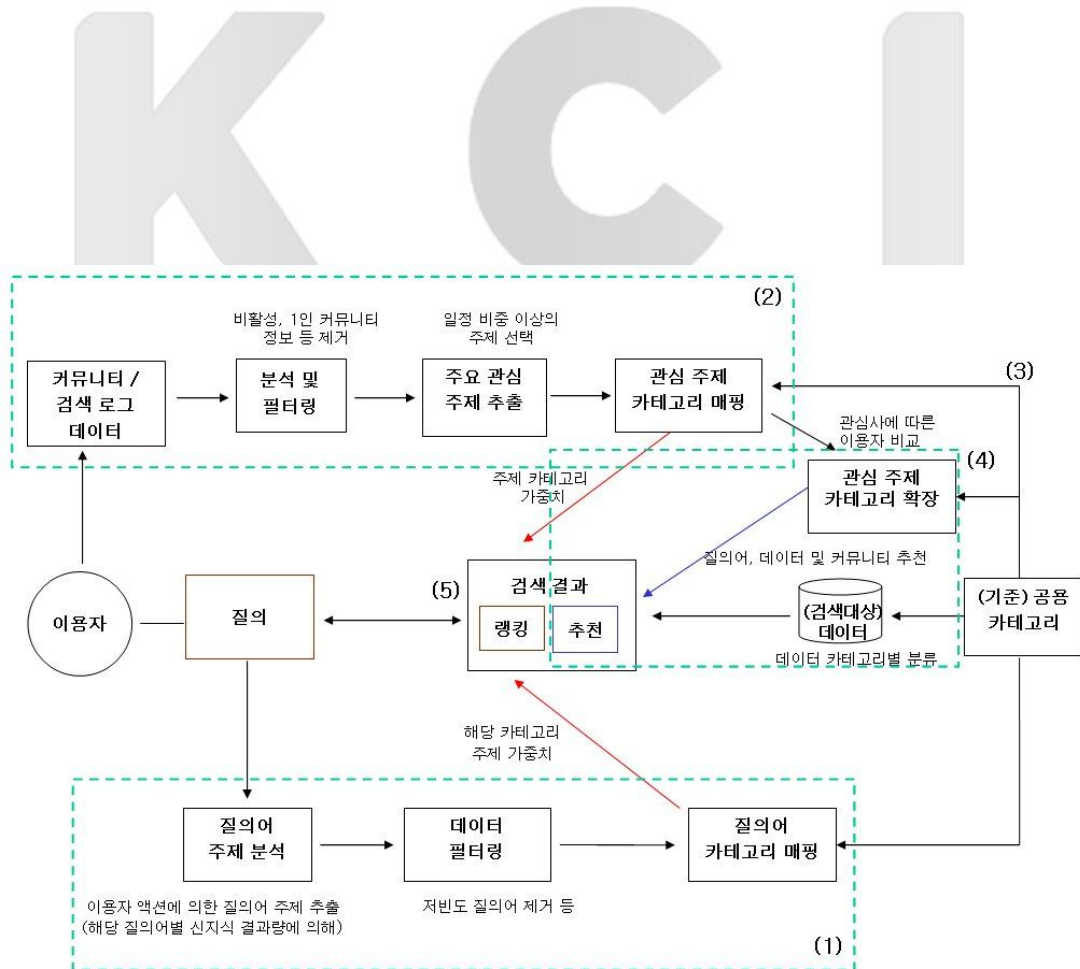 KCI
(2)
비활성, 1인 커뮤니티
정보 등 제거
일정 비중 이상의
주제 선택
(3)
커뮤니티 /
검색 로그
데이터
분석 및
필터링
주요 관심
주제 추출
관심 주제
카테고리 매핑
관심사에 따른
이용자 비교
(4)
주제 카테고리
가중치
관심 주제
카테고리 확장
질의어, 데이터 및 커뮤니티 추천
이용자
질의
(5)
검색 결과
랭킹
추천
(검색대상)
데이터
(기준) 공용
카테고리
데이터 카테고리별 분류
해당 카테고리
주제 가중치
질의어
주제 분석
데이터
필터링
질의어
카테고리 매핑
이용자 액션에 의한 질의어 주제 추출
(해당 질의어별 신지식 결과량에 의해)
저빈도 질의어 제거 등
(1)